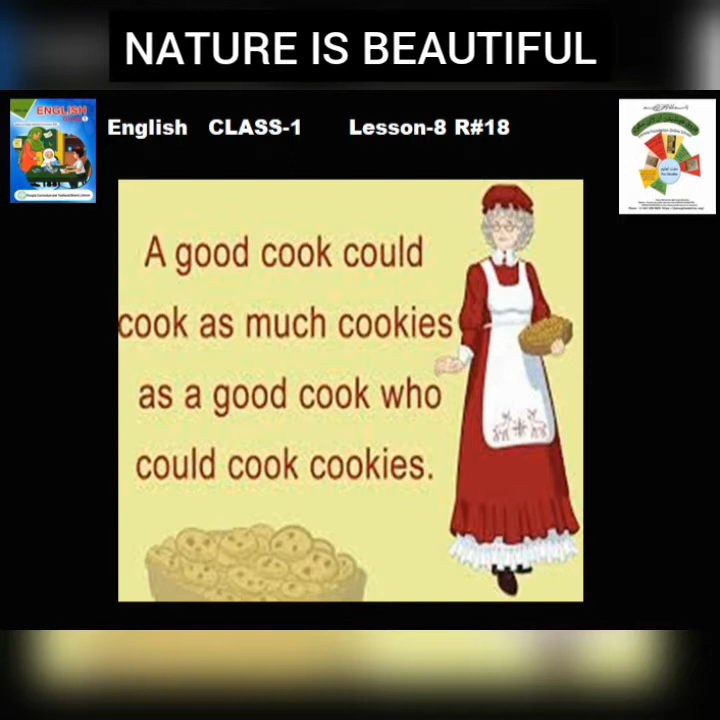 NATURE IS BEAUTIFUL
ENGLISH
English CLASS-1 Lesson-8 R#18
A good cook could
cook as much cookies
as a good cook who
could cook cookies.